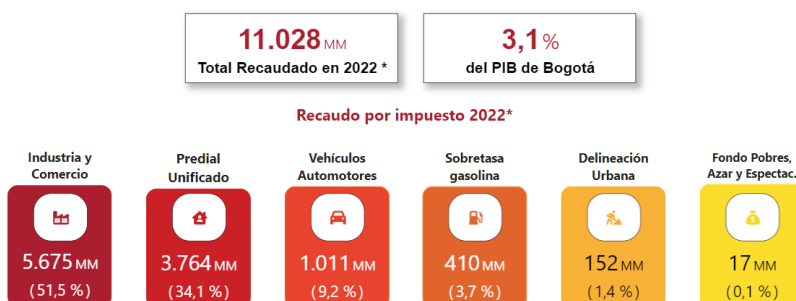 11.028 MM
Total Recaudado en 2022 *
3,1 %
del PIB de Bogotá
Recaudo por impuesto 2022*
Industria y
Comercio
5.675 MM
(51,5 %)
Predial
Unificado
3.764 MM
(34,1 %)
Vehículos
Automotores
1.011 MM
(9,2 %)
Sobretasa
gasolina
410 MM
(3,7 %)
Delineación
Urbana
152 MM
(1,4 %)
Fondo Pobres,
Azar y Espectac.
17 MM
(0,1 %)